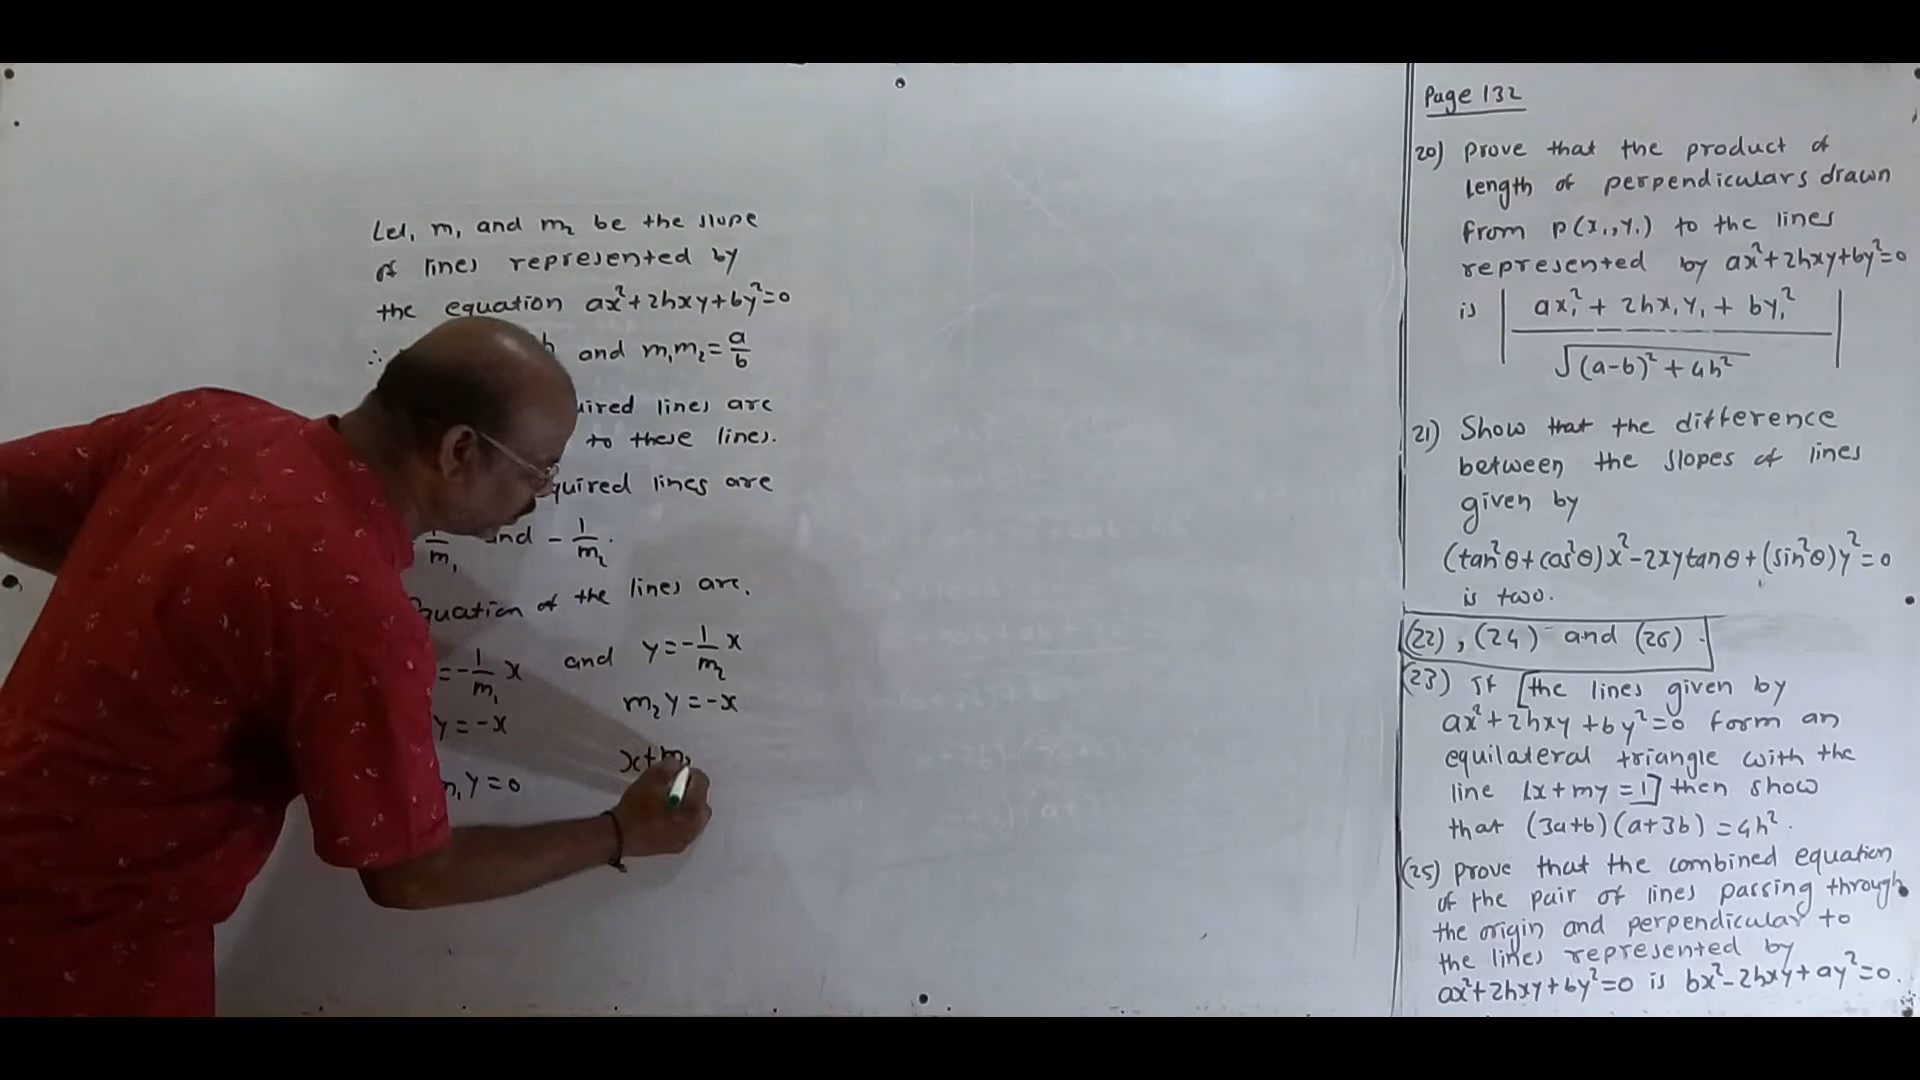 Let, m₁ and m₂ be the slope
of lines represented by
the equation ax²+2hxy+by²=0
∴ and m₁m₂=a/b
lines are
to these lines.
lines are
1/m₁ and -1/m₂.
of the lines are.
=-1/m₁ x and y=-1/m₂ x
y=-x m₂y=-x
m₁y=0 x+m₂
Page 132
20) prove that the product of
length of perpendiculars drawn
from P(x₁,y₁) to the lines
represented by ax²+2hxy+by²=0
is | (ax₁²+2hx₁y₁+by₁²) / √((a-b)²+4h²) |
21) Show that the difference
between the slopes of lines
given by
(tan²θ+cos²θ)x²-2xytanθ+(sin²θ)y²=0
is two.
(22), (24) and (26).
(23) If [the lines given by
ax²+2hxy+by²=0 form an
equilateral triangle with the
line lx+my=1] then show
that (3a+b)(a+3b)=4h².
(25) prove that the combined equation
of the pair of lines passing through
the origin and perpendicular to
the lines represented by
ax²+2hxy+by²=0 is bx²-2hxy+ay²=0.